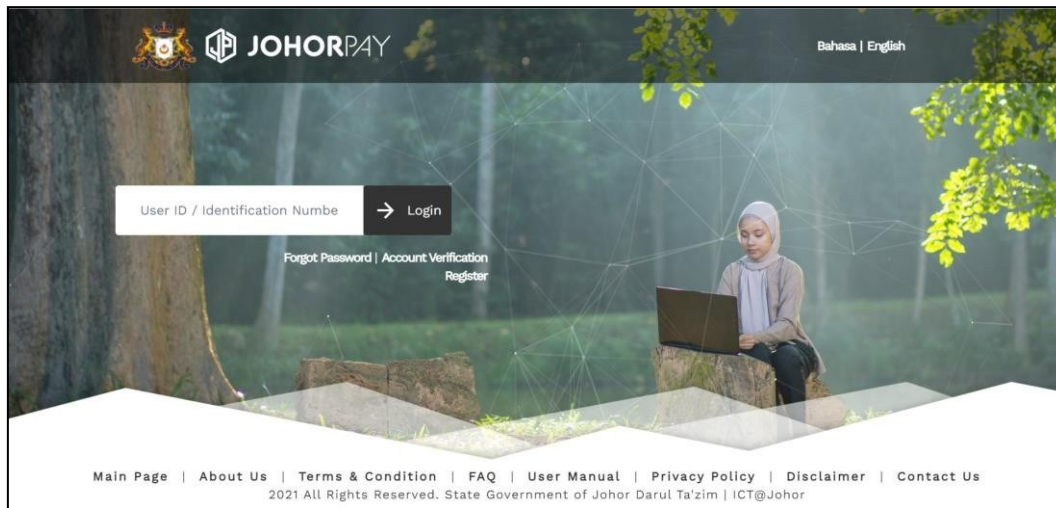 JOHORPAY
Bahasa | English
User ID / Identification Numbe
Login
Forgot Password | Account Verification
Register
Main Page | About Us | Terms & Condition | FAQ | User Manual | Privacy Policy | Disclaimer | Contact Us
2021 All Rights Reserved. State Government of Johor Darul Ta'zim | ICT@Johor